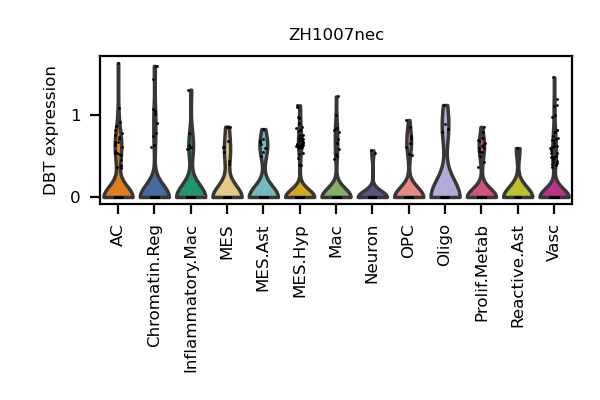 ZH1007nec
DBT expression
1
0
AC
Chromatin.Reg
Inflammatory.Mac
MES
MES.Ast
MES.Hyp
Mac
Neuron
OPC
Oligo
Prolif.Metab
Reactive.Ast
Vasc